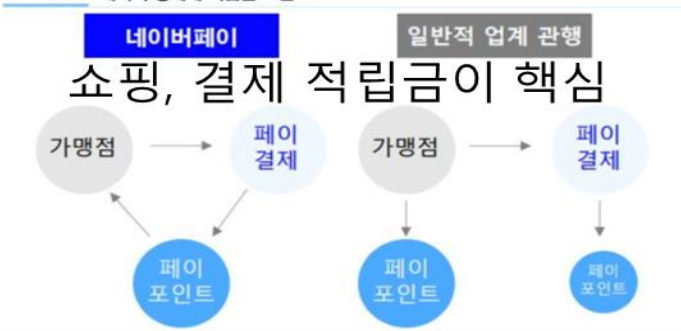 네이버페이
일반적 업계 관행
쇼핑, 결제 적립금이 핵심
가맹점
페이
결제
페이
포인트
가맹점
페이
결제
페이
포인트
페이
포인트